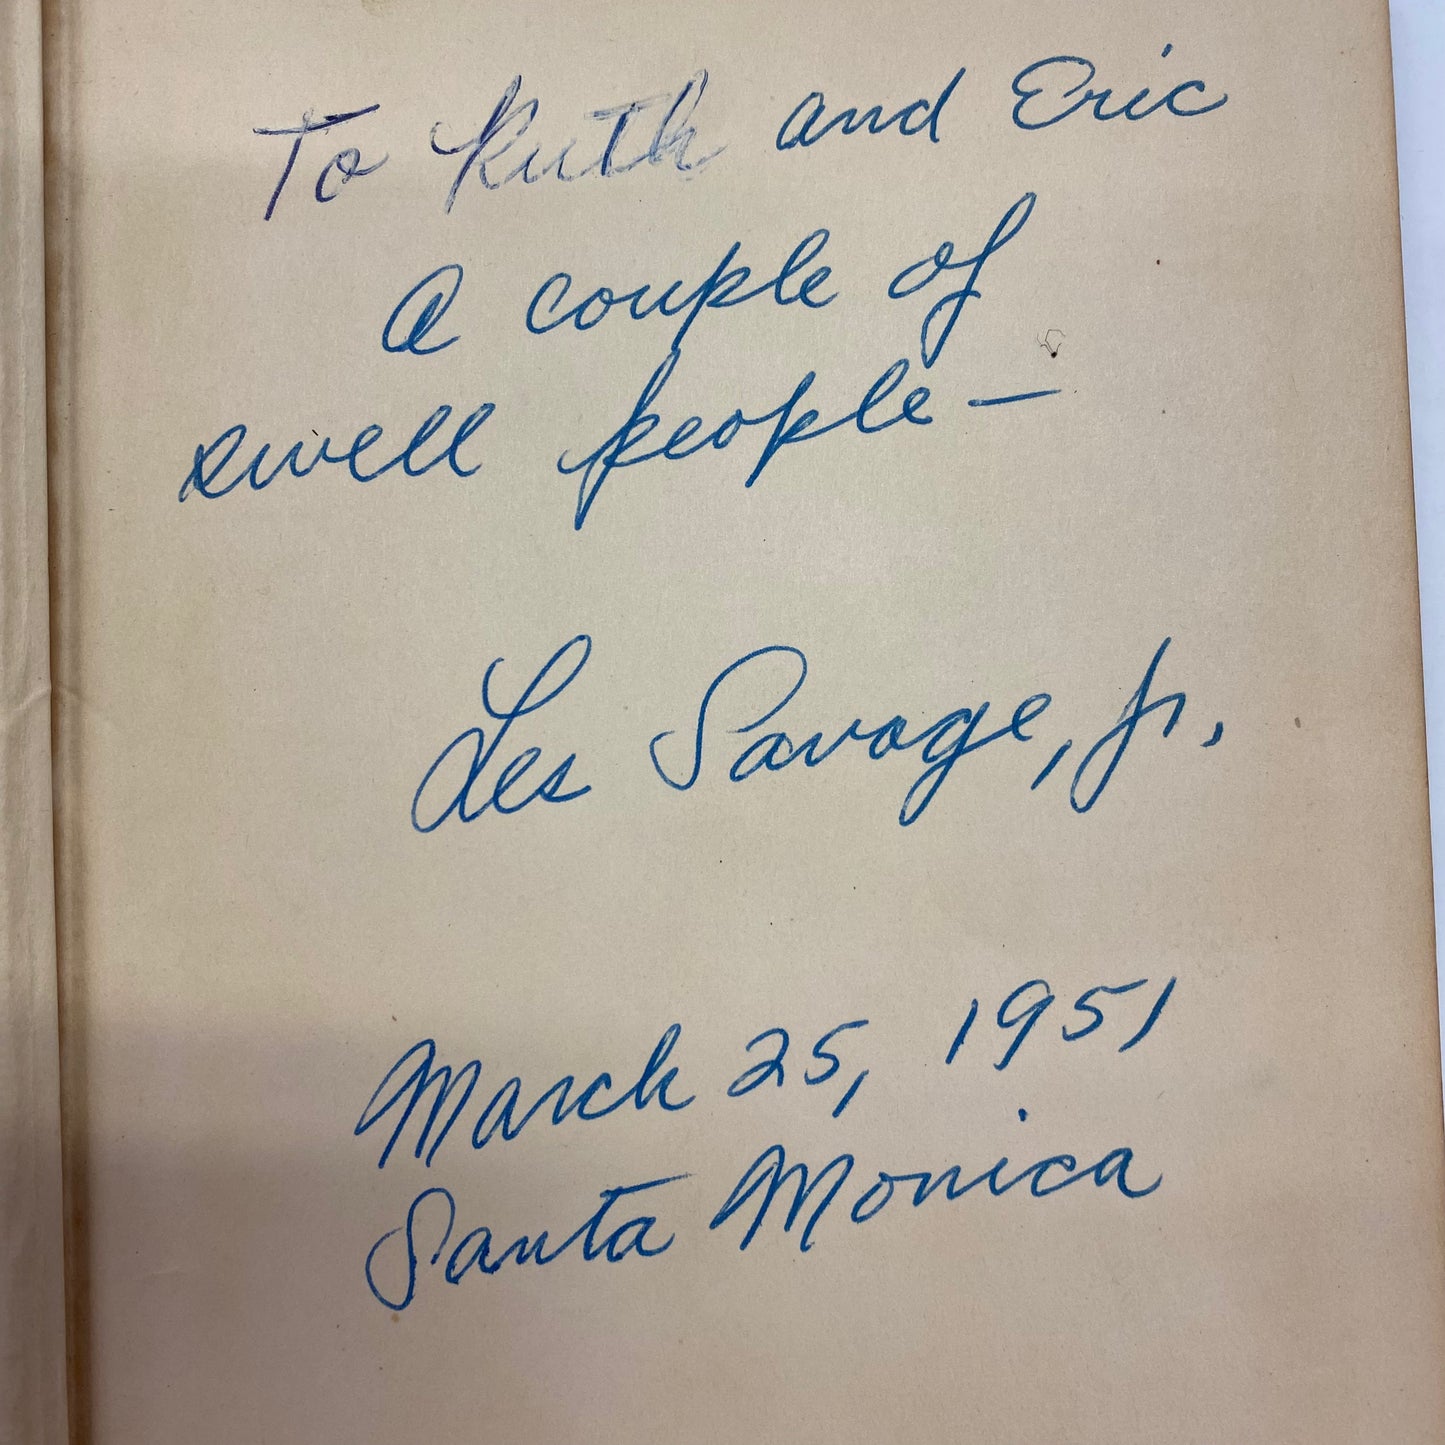 To Ruth and Eric
A couple of
swell people —
Les Savage, Jr.
March 25, 1951
Santa Monica